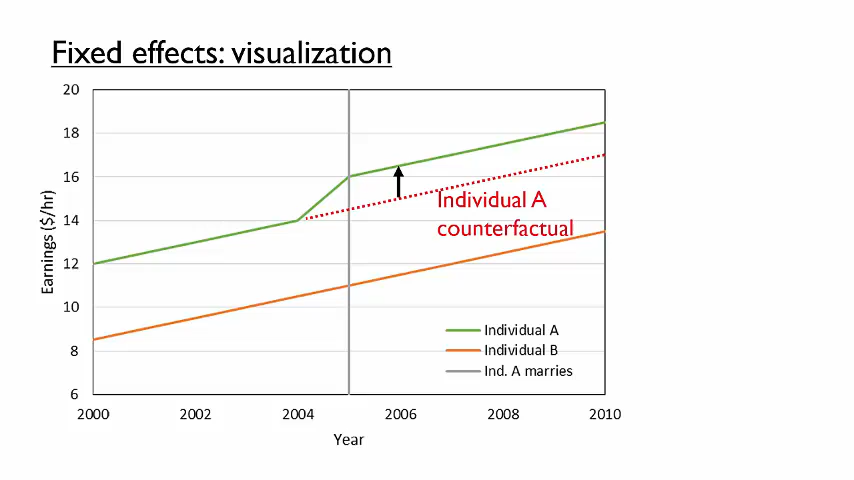 Fixed effects: visualization
20
18
16
14
12
10
8
6
Earnings ($/hr)
Individual A
counterfactual
Individual A
Individual B
Ind. A marries
2000 2002 2004 2006 2008 2010
Year